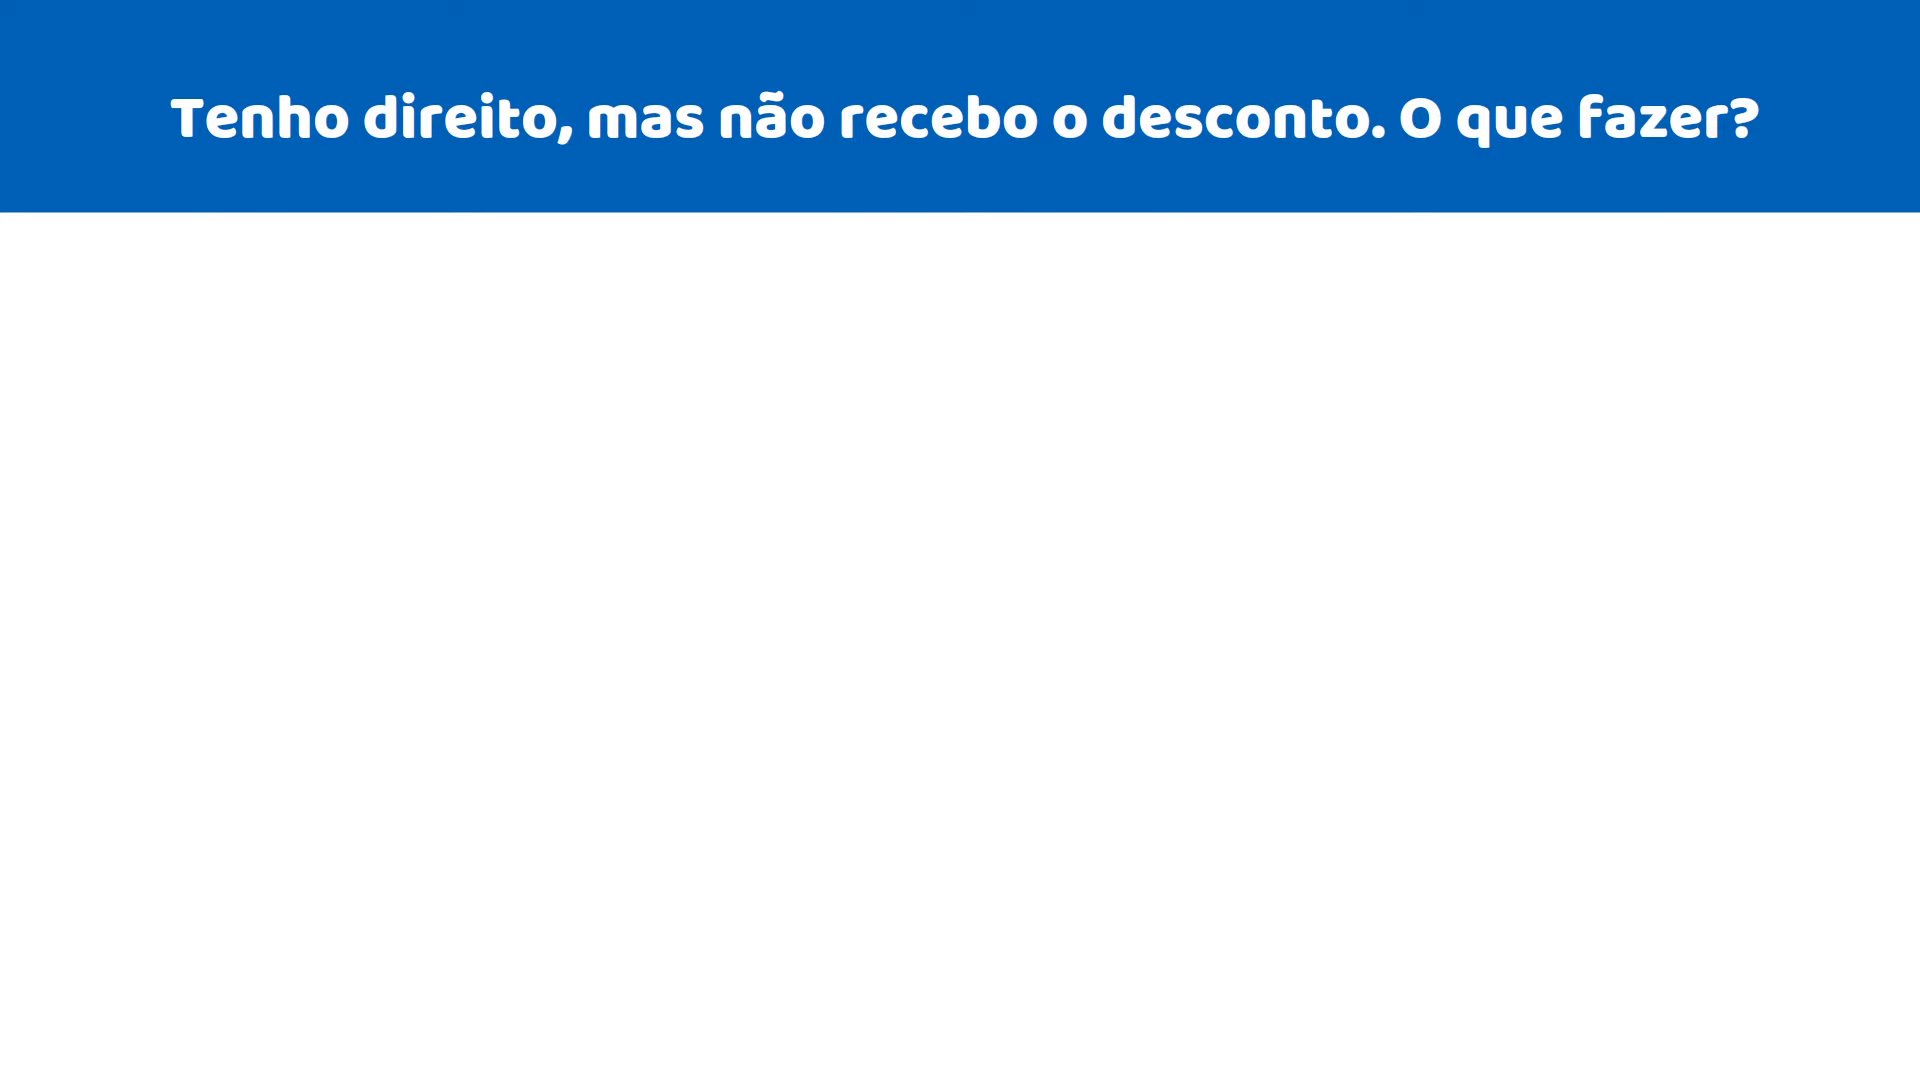 Tenho direito, mas não recebo o desconto. O que fazer?